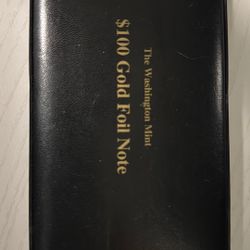 The Washington Mint
$100 Gold Foil Note